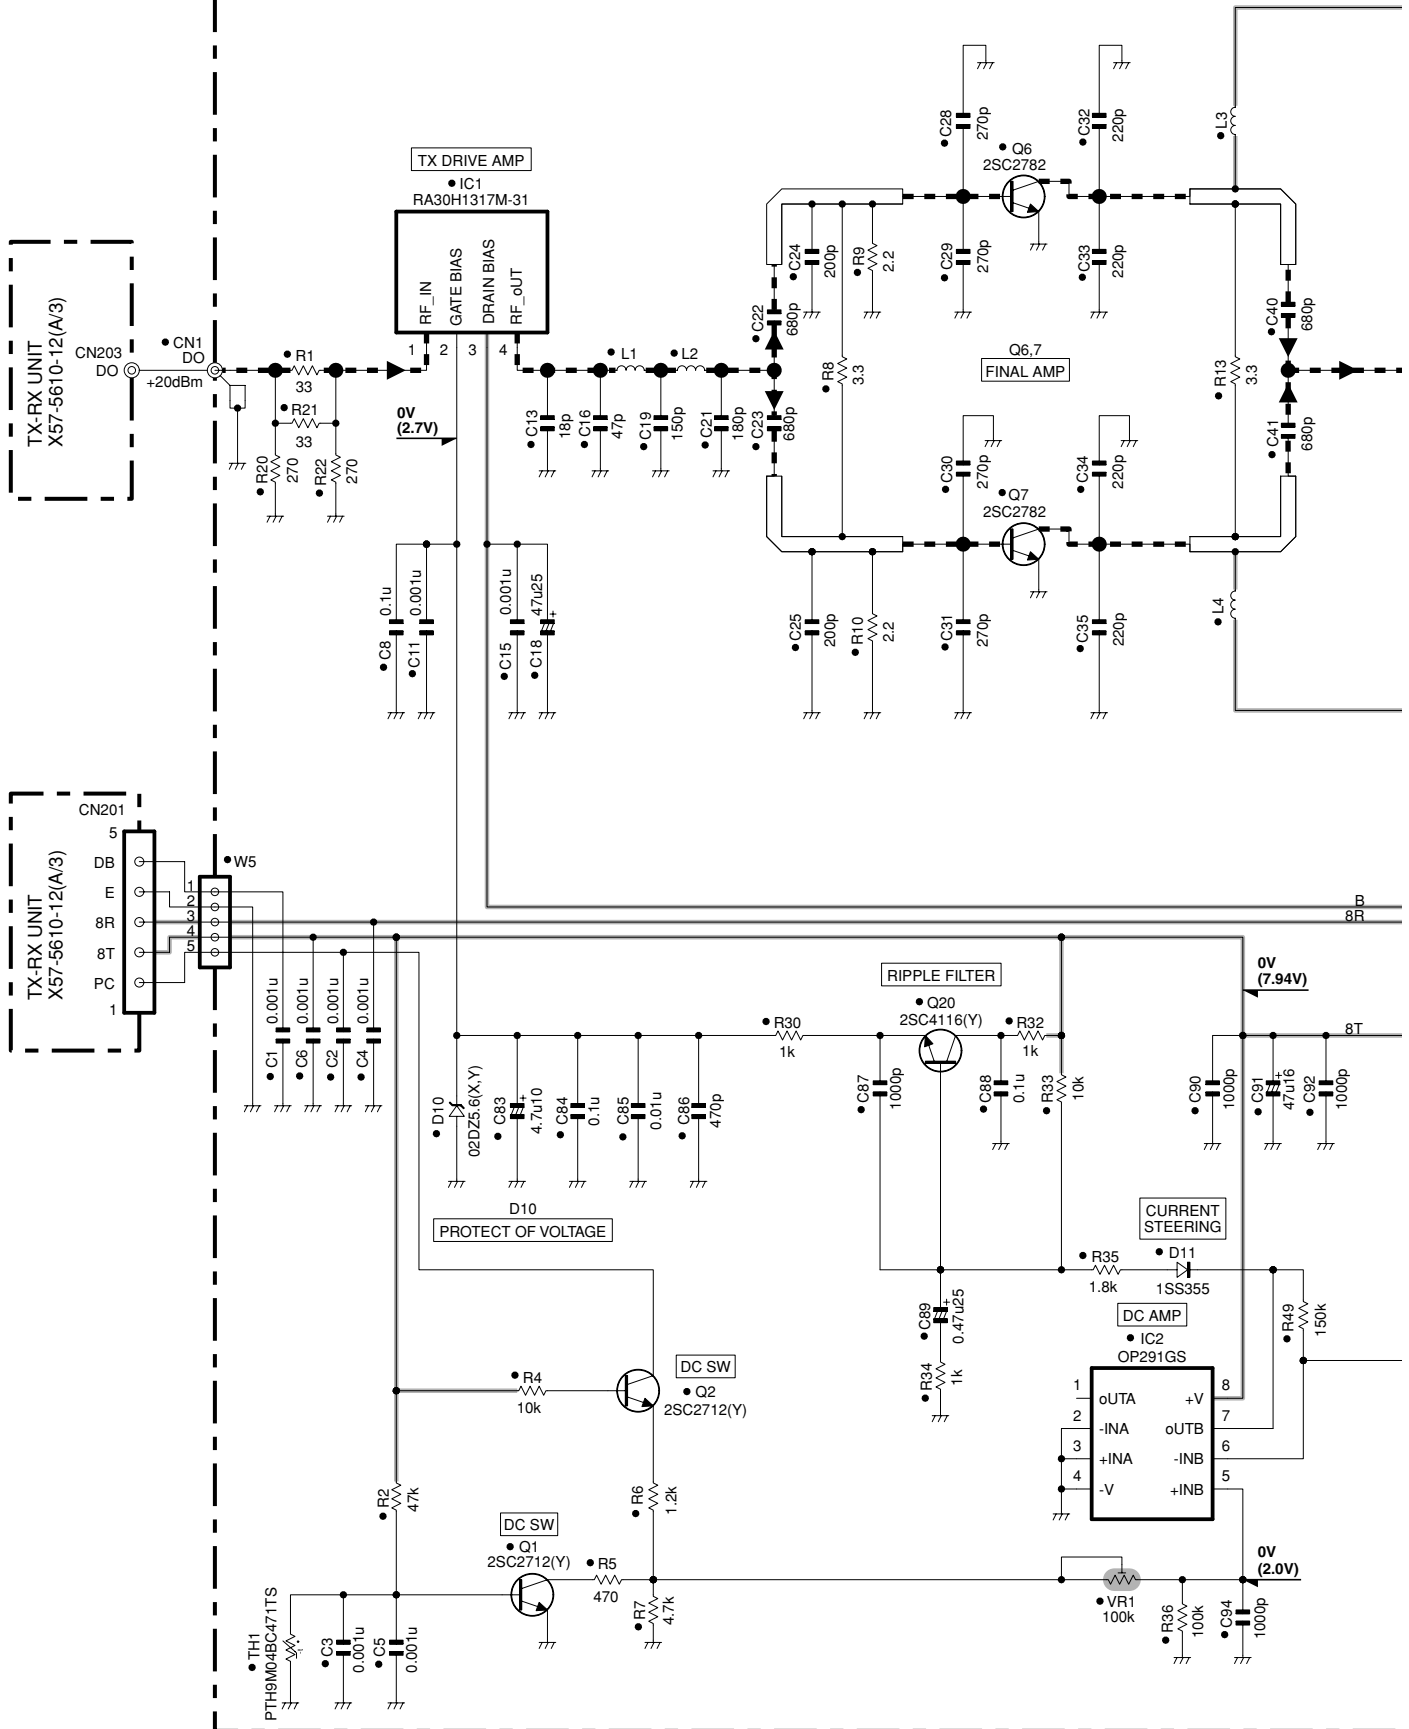 C28
270p
C32
220p
L3
Q6
2SC2782
TX DRIVE AMP
IC1
RA30H1317M-31
RF_IN
GATE BIAS
DRAIN BIAS
RF_oUT
1
2
3
4
C24
200p
R9
2.2
C29
270p
C33
220p
TX-RX UNIT
X57-5610-12(A/3)
CN203
DO
CN1
DO
+20dBm
R1
33
R21
33
R20
270
R22
270
0V
(2.7V)
L1
L2
C13
18p
C16
47p
C19
150p
C21
180p
C22
680p
C23
680p
R8
3.3
Q6,7
FINAL AMP
R13
3.3
C40
680p
C41
680p
C30
270p
C34
220p
Q7
2SC2782
C8
0.1u
C11
0.001u
C15
0.001u
C18
47u25
+
C25
200p
R10
2.2
C31
270p
C35
220p
L4
TX-RX UNIT
X57-5610-12(A/3)
CN201
5
DB
E
8R
8T
PC
1
W5
1
2
3
4
5
B
8R
C1
0.001u
C6
0.001u
C2
0.001u
C4
0.001u
RIPPLE FILTER
Q20
2SC4116(Y)
0V
(7.94V)
8T
R30
1k
R32
1k
D10
02DZ5.6(X,Y)
C83
4.7u10
+
C84
0.1u
C85
0.01u
C86
470p
C87
1000p
C88
0.1u
R33
10k
C90
1000p
C91
47u16
+
C92
1000p
D10
PROTECT OF VOLTAGE
CURRENT
STEERING
R35
1.8k
D11
1SS355
C89
0.47u25
+
R34
1k
DC AMP
IC2
OP291GS
R49
150k
1
2
3
4
oUTA
-INA
+INA
-V
+V
oUTB
-INB
+INB
8
7
6
5
R4
10k
DC SW
Q2
2SC2712(Y)
R2
47k
R6
1.2k
DC SW
Q1
2SC2712(Y)
R5
470
R7
4.7k
0V
(2.0V)
VR1
100k
R36
100k
C94
1000p
TH1
PTH9M04BC471TS
C3
0.001u
C5
0.001u